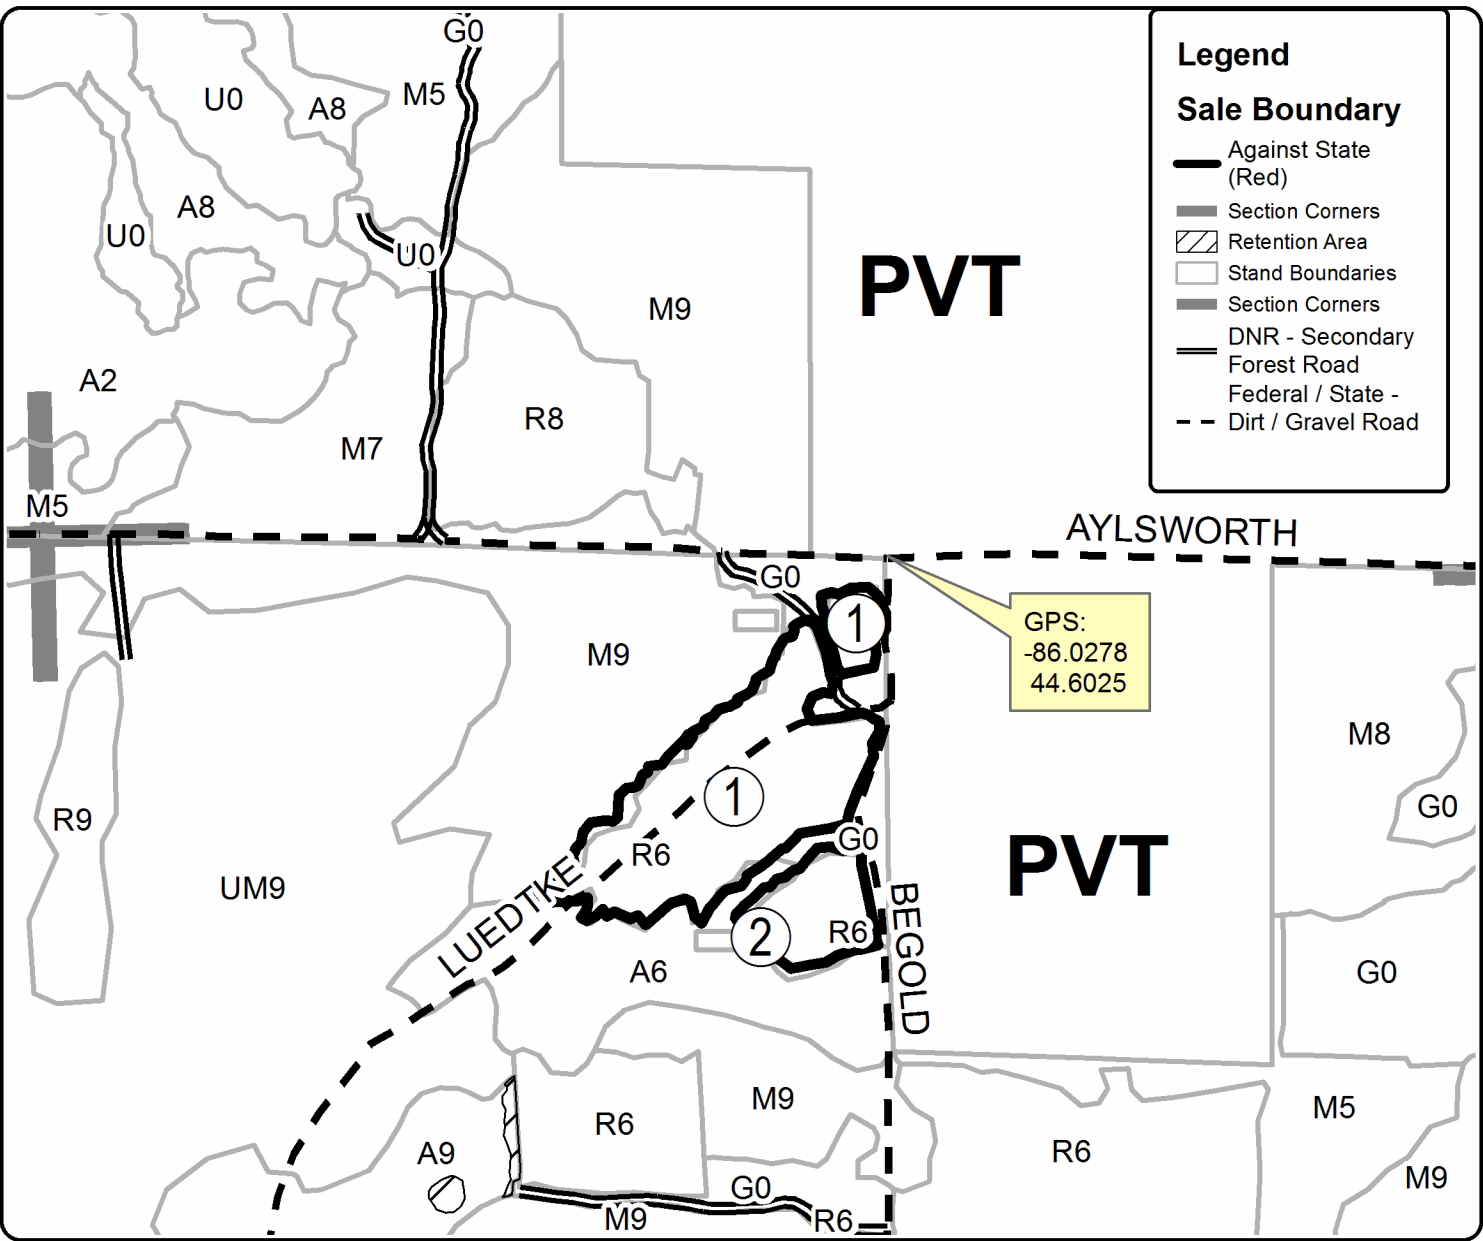 G0
Legend
U0
A8
M5
Sale Boundary
Against State
(Red)
A8
Section Corners
U0
Retention Area
U0
Stand Boundaries
PVT
M9
Section Corners
DNR - Secondary
Forest Road
A2
Federal / State -
R8
Dirt / Gravel Road
M7
M5
AYLSWORTH
G0
1
GPS:
-86.0278
44.6025
M9
M8
1
G0
R9
G0
R6
PVT
UM9
LUEDTKE
BEGOLD
2
R6
A6
G0
M9
M5
R6
A9
R6
M9
G0
M9
R6